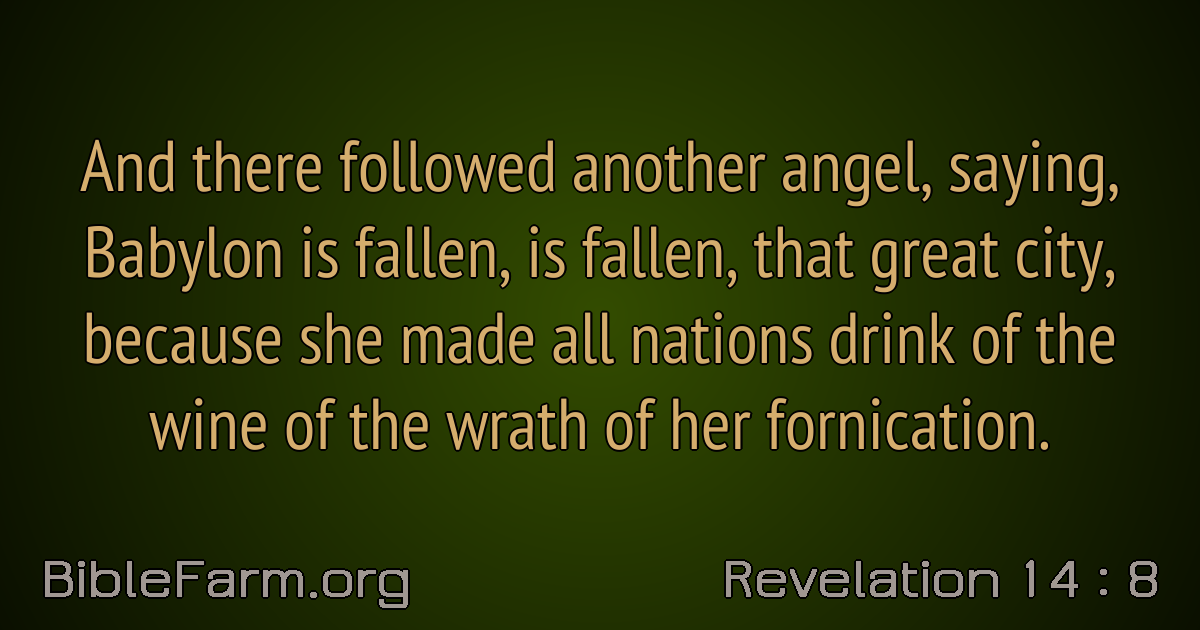 And there followed another angel, saying,
Babylon is fallen, is fallen, that great city,
because she made all nations drink of the
wine of the wrath of her fornication.
BibleFarm.org
Revelation 14 : 8